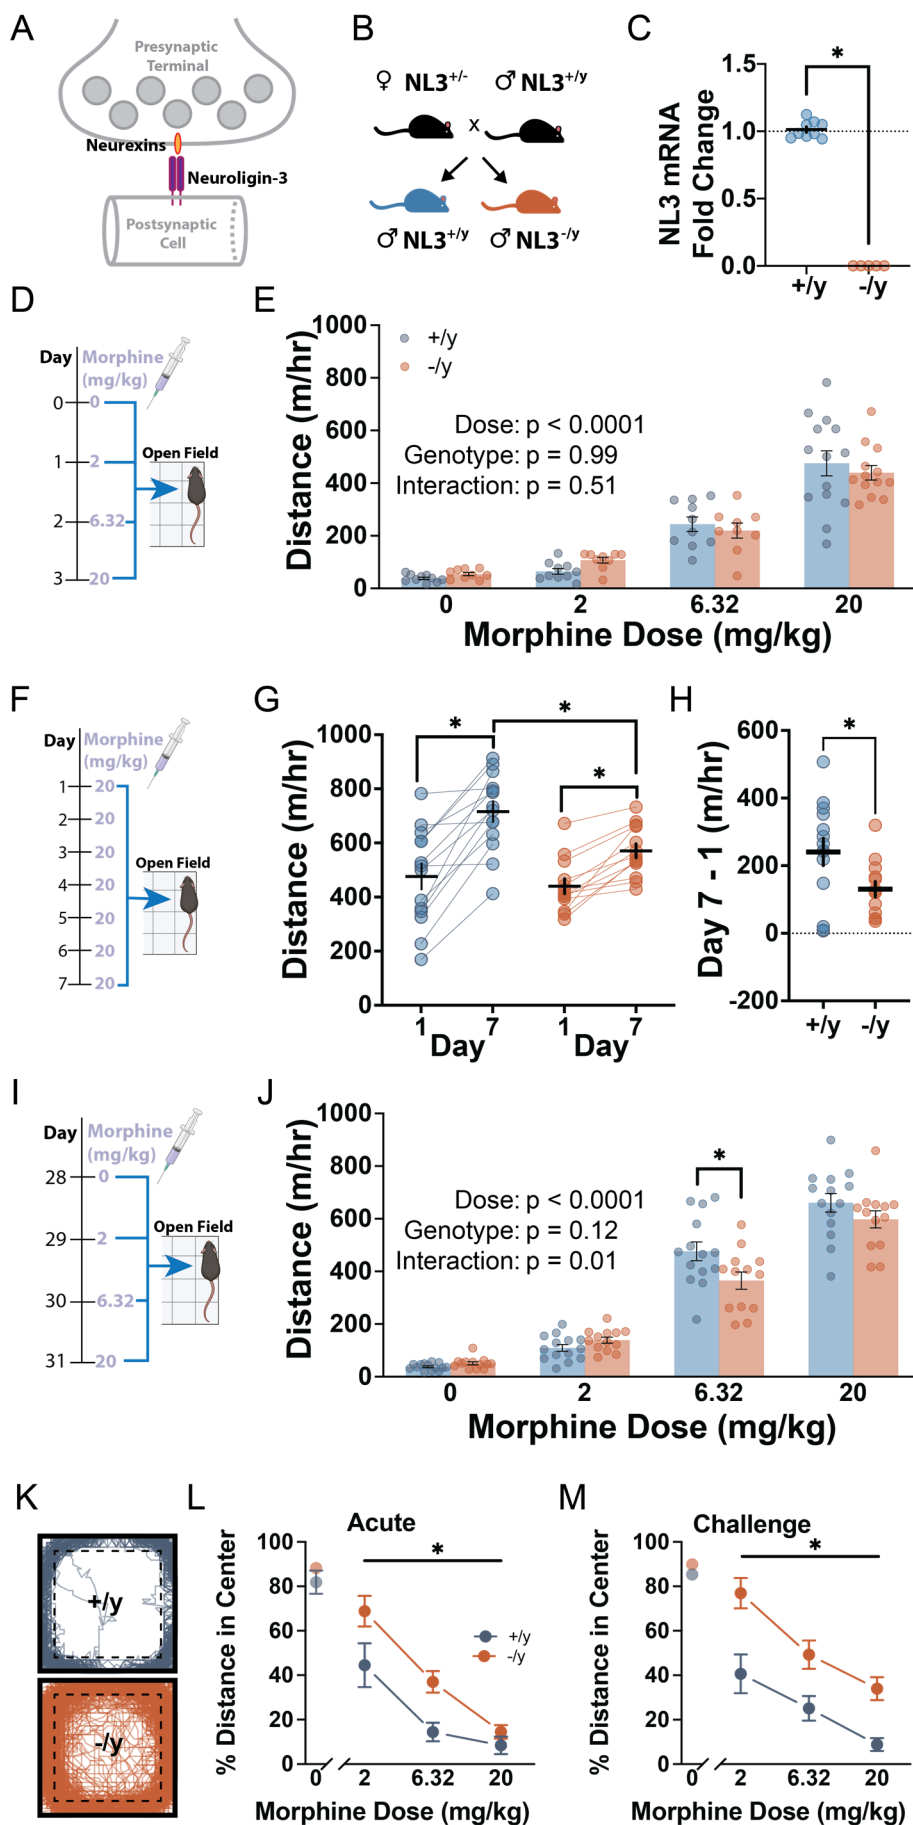 A
Presynaptic
Terminal
Neurexins
Neuroligin-3
Postsynaptic
Cell
B
♀ NL3+/-
♂ NL3+/y
x
♂ NL3+/y
♂ NL3-/y
C
NL3 mRNA
Fold Change
1.5
1.0
0.5
0.0
*
+/y
-/y
D
Day
Morphine
(mg/kg)
0
0
1
2
2
6.32
3
20
Open Field
E
Distance (m/hr)
1000
800
600
400
200
0
+/y
-/y
Dose: p < 0.0001
Genotype: p = 0.99
Interaction: p = 0.51
0
2
6.32
20
Morphine Dose (mg/kg)
F
Day
Morphine
(mg/kg)
1
20
2
20
3
20
4
20
5
20
6
20
7
20
Open Field
G
Distance (m/hr)
1000
800
600
400
200
0
*
*
*
1
7
1
7
Day
Day
H
Day 7 - 1 (m/hr)
600
400
200
0
-200
*
+/y
-/y
I
Day
Morphine
(mg/kg)
28
0
29
2
30
6.32
31
20
Open Field
J
Distance (m/hr)
1000
800
600
400
200
0
Dose: p < 0.0001
Genotype: p = 0.12
Interaction: p = 0.01
*
0
2
6.32
20
Morphine Dose (mg/kg)
K
+/y
-/y
L
Acute
% Distance in Center
100
80
60
40
20
0
*
+/y
-/y
0
2
6.32
20
Morphine Dose (mg/kg)
M
Challenge
% Distance in Center
100
80
60
40
20
0
*
0
2
6.32
20
Morphine Dose (mg/kg)